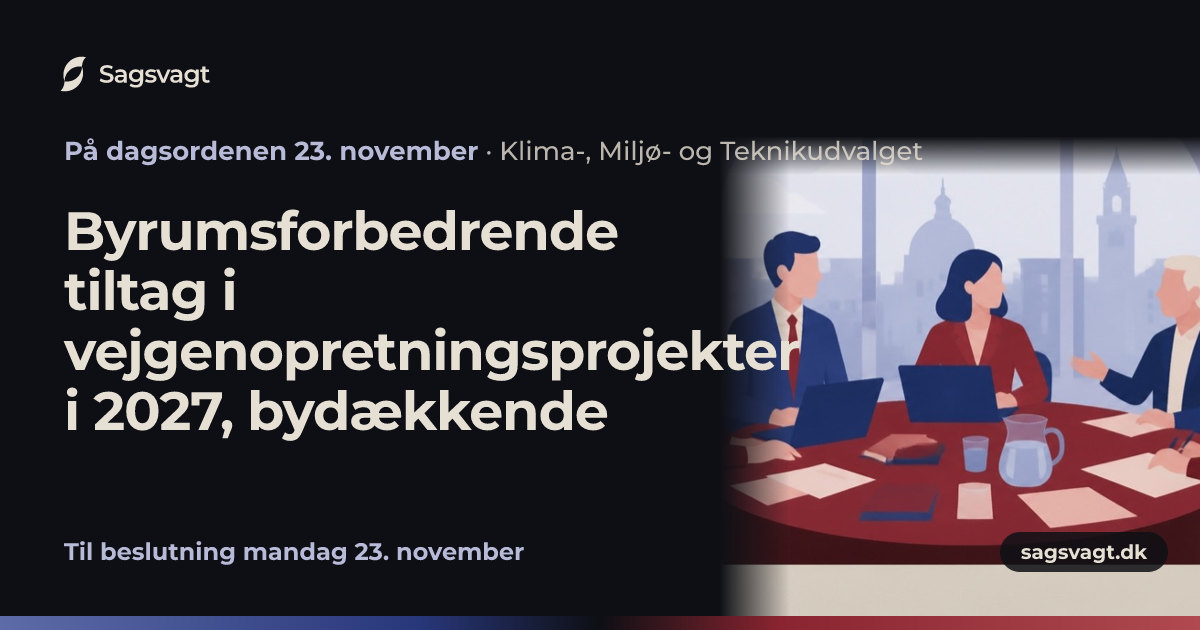 Sagsvagt
På dagsordenen 23. november · Klima-, Miljø- og Teknikudvalget
Byrumsforbedrende
tiltag i
vejgenopretningsprojekter
i 2027, bydækkende
Til beslutning mandag 23. november
sagsvagt.dk